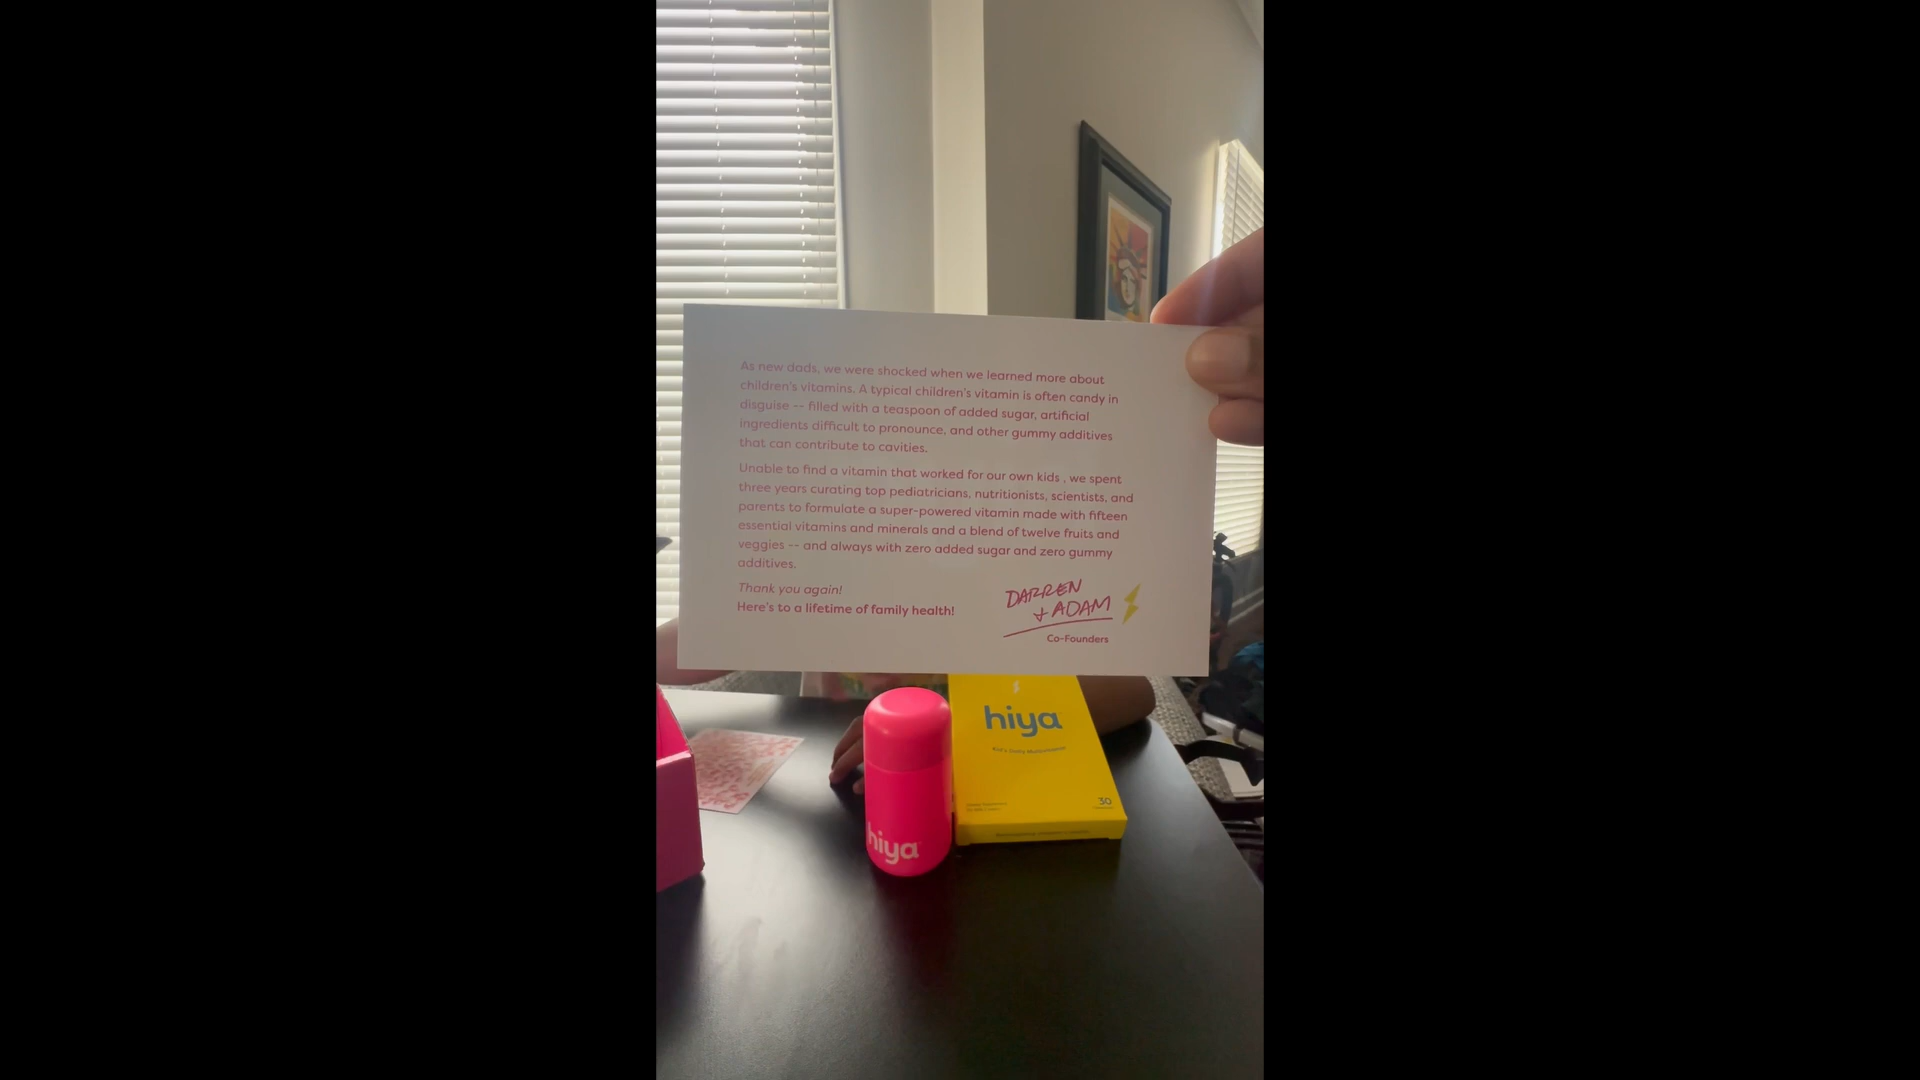 As new dads, we were shocked when we learned more about
children's vitamins. A typical children's vitamin is often candy in
disguise -- filled with a teaspoon of added sugar, artificial
ingredients difficult to pronounce, and other gummy additives
that can contribute to cavities.
Unable to find a vitamin that worked for our own kids , we spent
three years curating top pediatricians, nutritionists, scientists, and
parents to formulate a super-powered vitamin made with fifteen
essential vitamins and minerals and a blend of twelve fruits and
veggies -- and always with zero added sugar and zero gummy
additives.
Thank you again!
Here's to a lifetime of family health!
DARREN
+ ADAM
Co-Founders
hiya
Kid's Daily Multivitamin
30
hiya